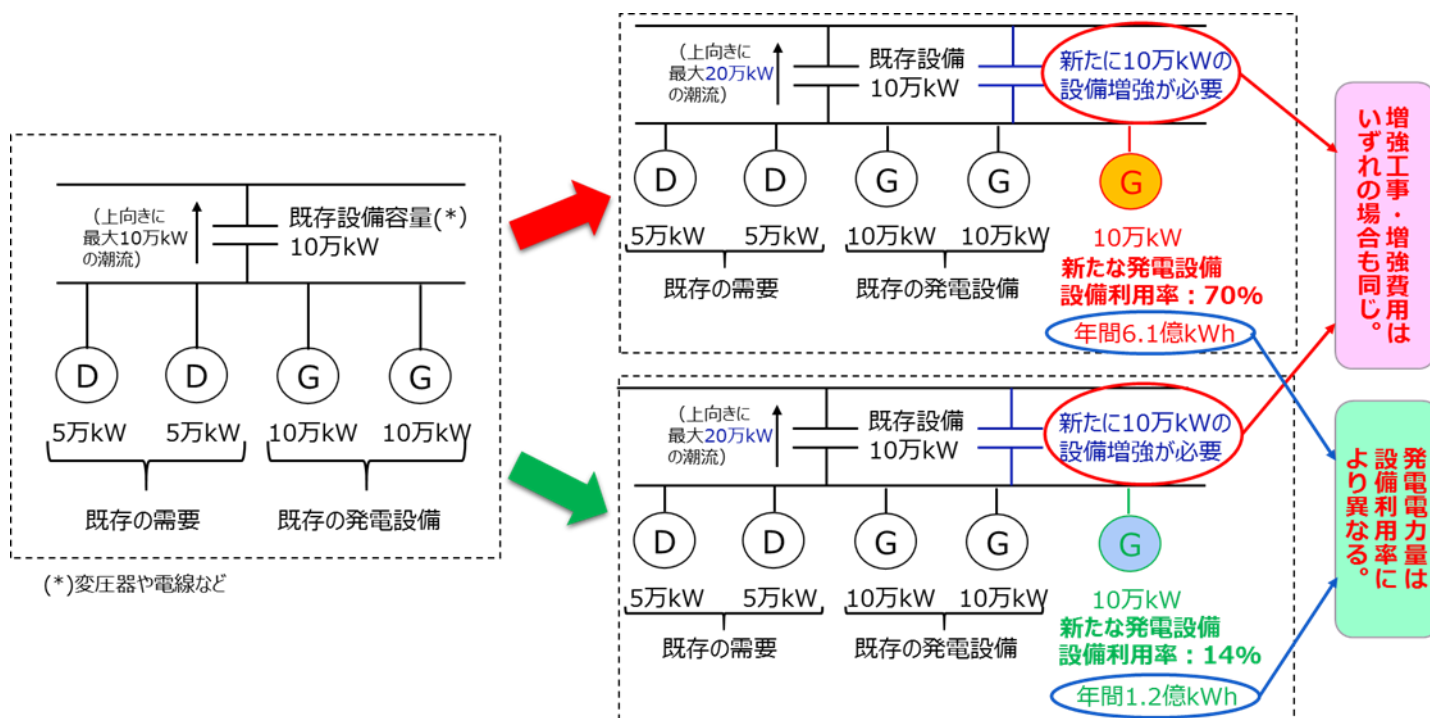 (上向きに
最大10万kW
の潮流)
既存設備容量(*)
10万kW
D
D
G
G
5万kW
5万kW
10万kW
10万kW
既存の需要
既存の発電設備
(*)変圧器や電線など
(上向きに
最大20万kW
の潮流)
既存設備
10万kW
新たに10万kWの
設備増強が必要
D
D
G
G
G
5万kW
5万kW
10万kW
10万kW
10万kW
既存の需要
既存の発電設備
新たな発電設備
設備利用率：70%
年間6.1億kWh
(上向きに
最大20万kW
の潮流)
既存設備
10万kW
新たに10万kWの
設備増強が必要
D
D
G
G
G
5万kW
5万kW
10万kW
10万kW
10万kW
既存の需要
既存の発電設備
新たな発電設備
設備利用率：14%
年間1.2億kWh
増強工事・増強費用は
いずれの場合も同じ。
発電電力量は
設備利用率に
より異なる。